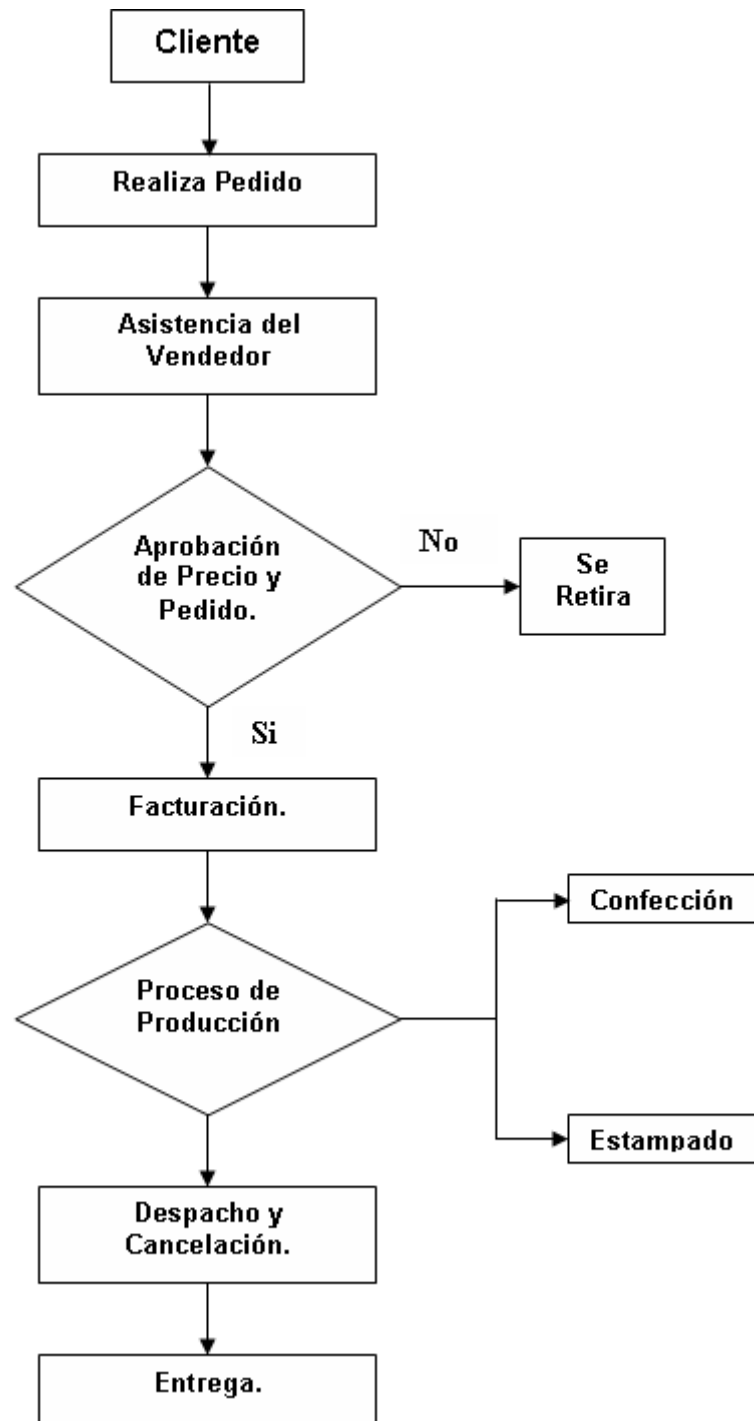 Cliente
Realiza Pedido
Asistencia del
Vendedor
Aprobación
de Precio y
Pedido.
No
Se
Retira
Si
Facturación.
Confección
Proceso de
Producción
Estampado
Despacho y
Cancelación.
Entrega.